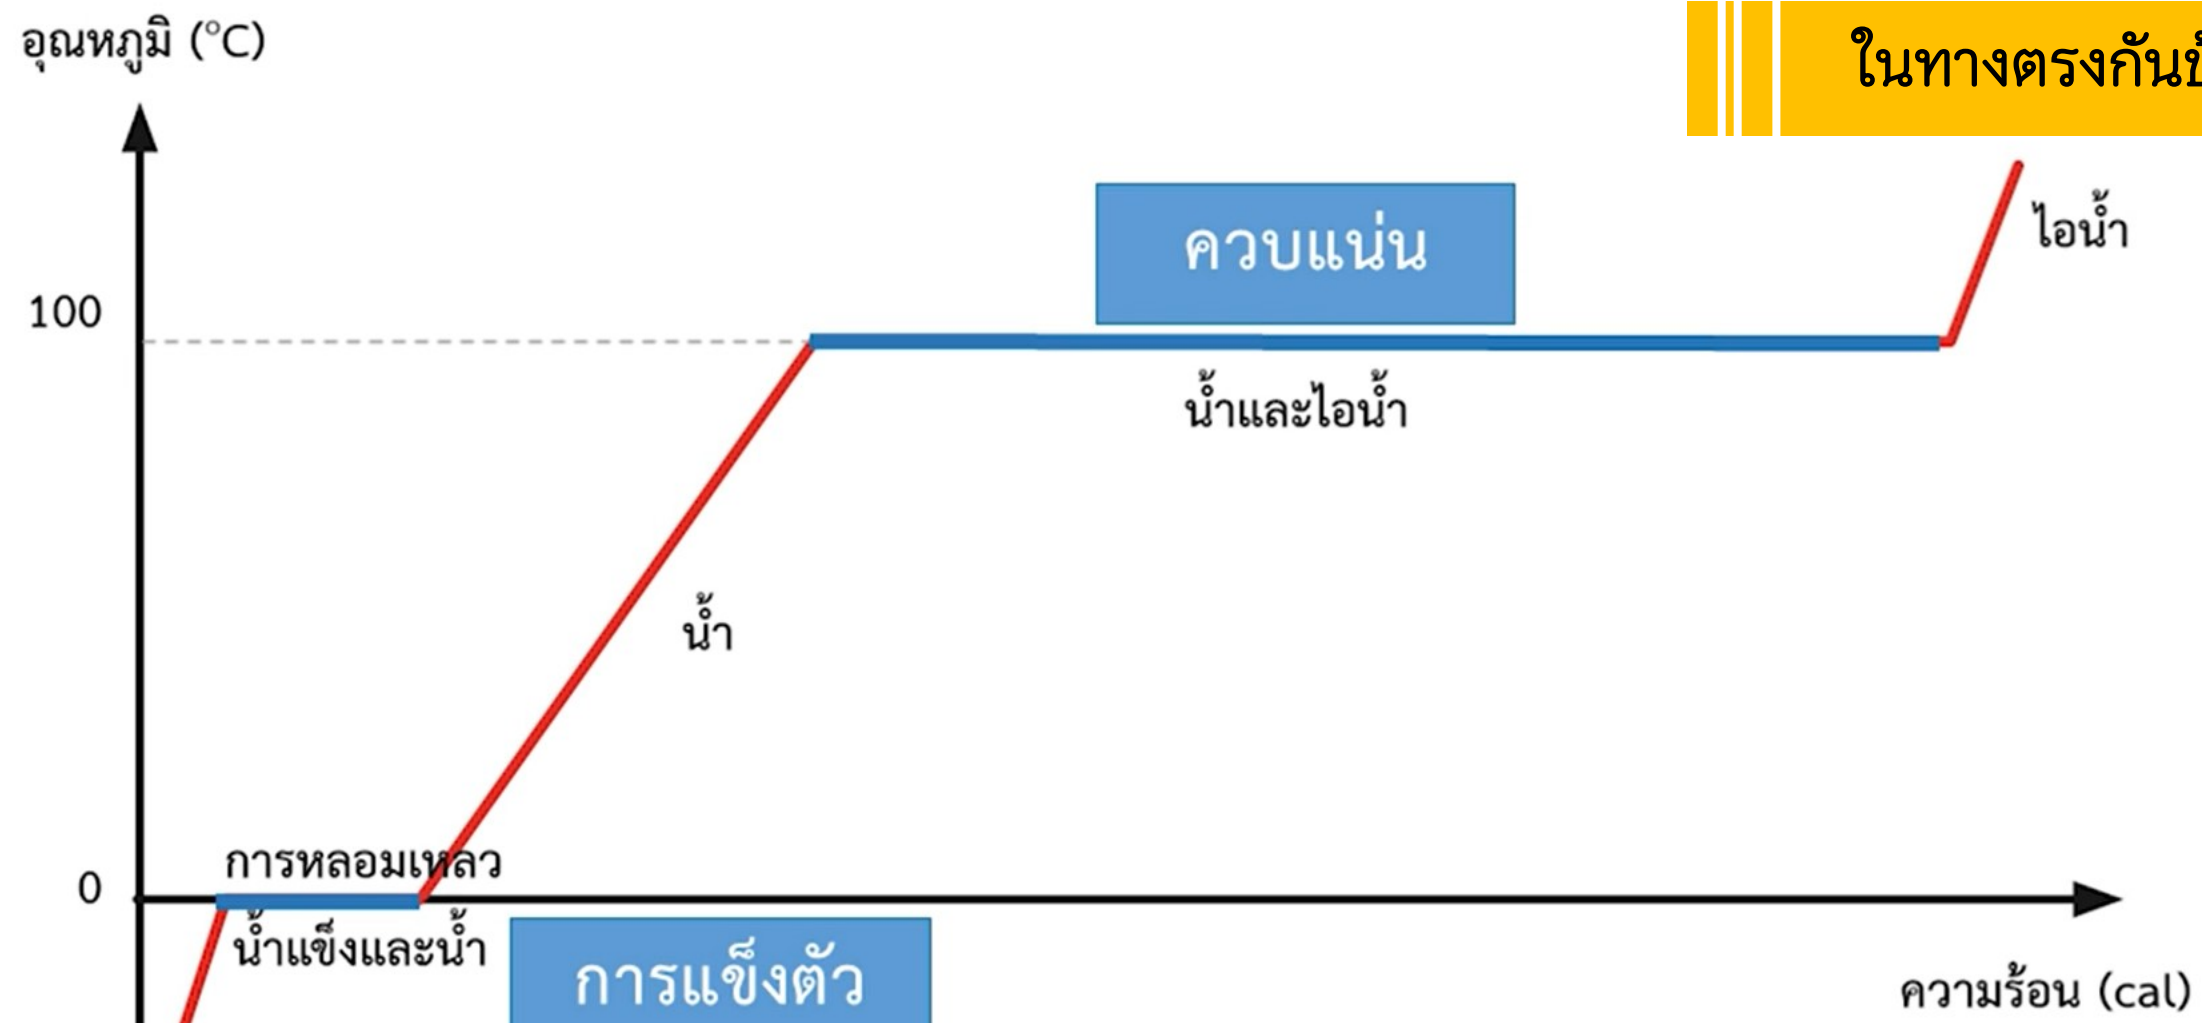 อุณหภูมิ (°C)
ในทางตรงกัน
ควบแน่น
ไอน้ำ
100
น้ำและไอน้ำ
น้ำ
การหลอมเหลว
0
น้ำแข็งและน้ำ
การแข็งตัว
ความร้อน (cal)